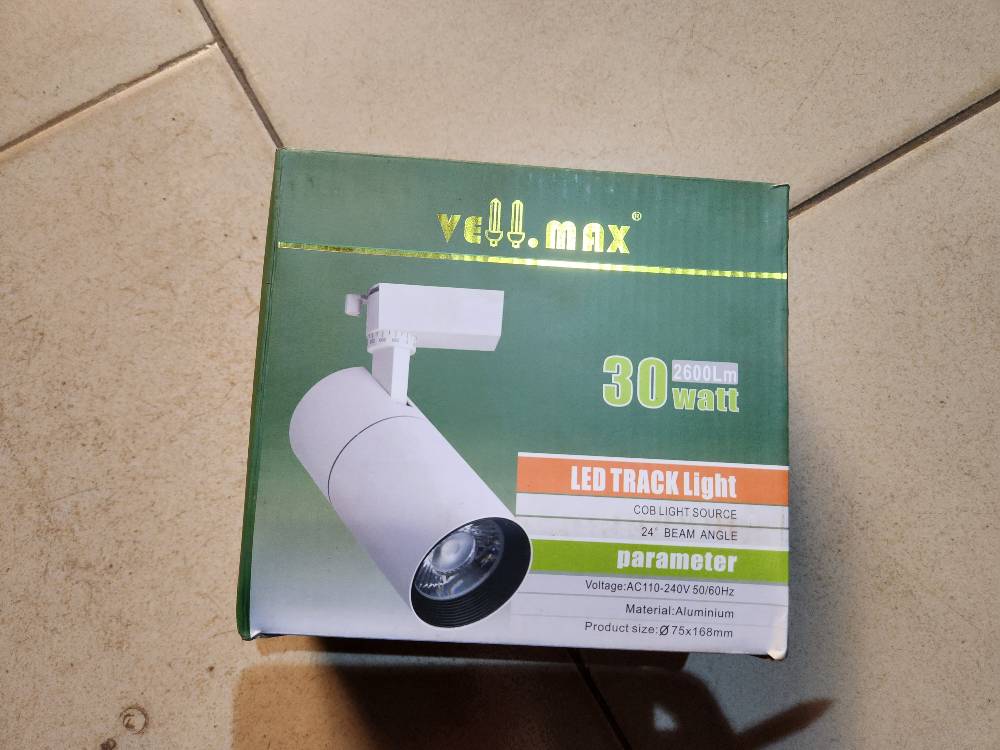 vell.max®
30 2600Lm
watt
LED TRACK Light
COB LIGHT SOURCE
24° BEAM ANGLE
parameter
Voltage:AC110-240V 50/60Hz
Material:Aluminium
Product size:Ø75x168mm